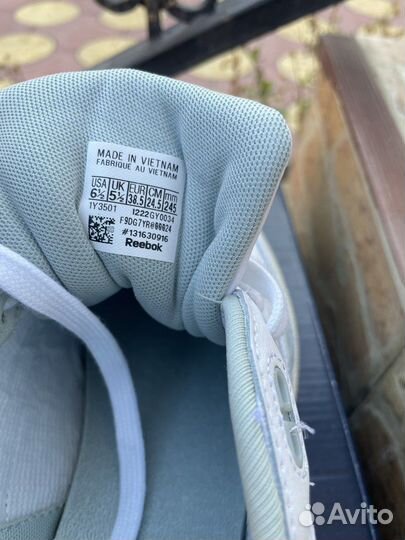 MADE IN VIETNAM
FABRIQUE AU VIETNAM
USA UK EUR CM mm
6½ 5½ 38.5 24.5 245
1Y3501 1222 GY0034
F9DG7YR@00024
#131630916
Reebok
Avito